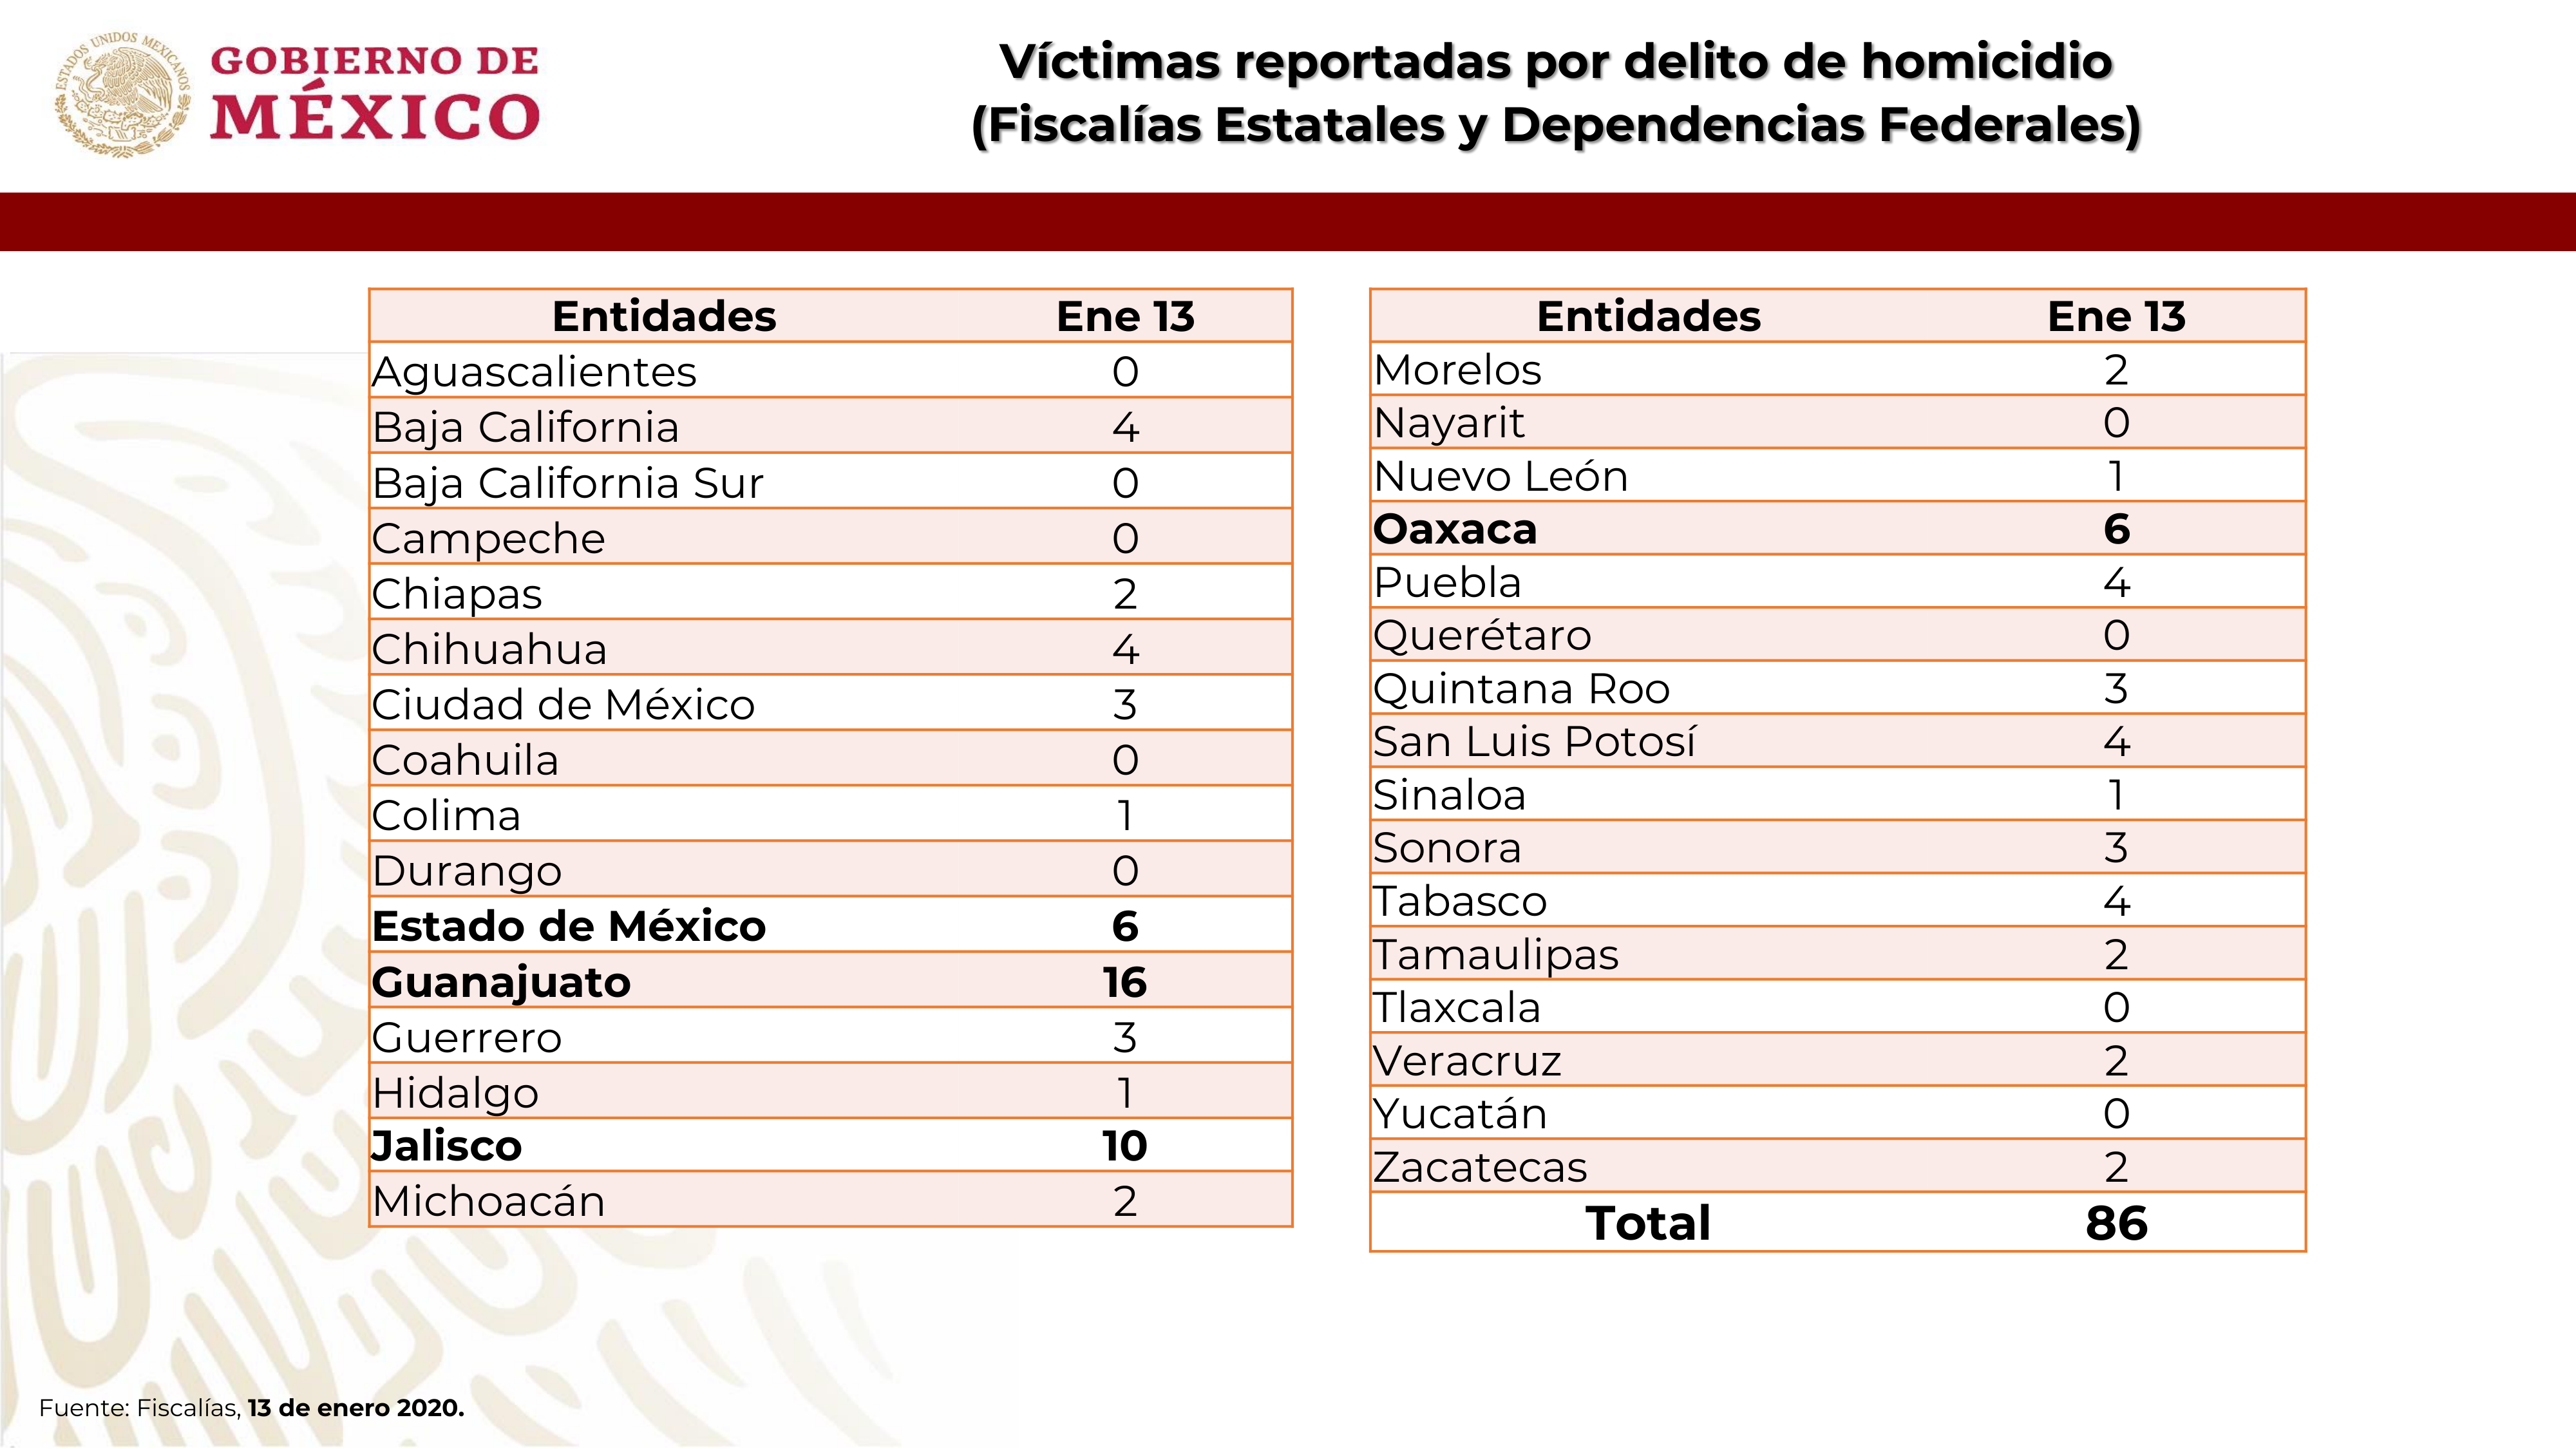 ESTADOS UNIDOS MEXICANOS
GOBIERNO DE
MÉXICO
Víctimas reportadas por delito de homicidio
(Fiscalías Estatales y Dependencias Federales)
Entidades Ene 13
Aguascalientes 0
Baja California 4
Baja California Sur 0
Campeche 0
Chiapas 2
Chihuahua 4
Ciudad de México 3
Coahuila 0
Colima 1
Durango 0
Estado de México 6
Guanajuato 16
Guerrero 3
Hidalgo 1
Jalisco 10
Michoacán 2
Entidades Ene 13
Morelos 2
Nayarit 0
Nuevo León 1
Oaxaca 6
Puebla 4
Querétaro 0
Quintana Roo 3
San Luis Potosí 4
Sinaloa 1
Sonora 3
Tabasco 4
Tamaulipas 2
Tlaxcala 0
Veracruz 2
Yucatán 0
Zacatecas 2
Total 86
Fuente: Fiscalías, 13 de enero 2020.